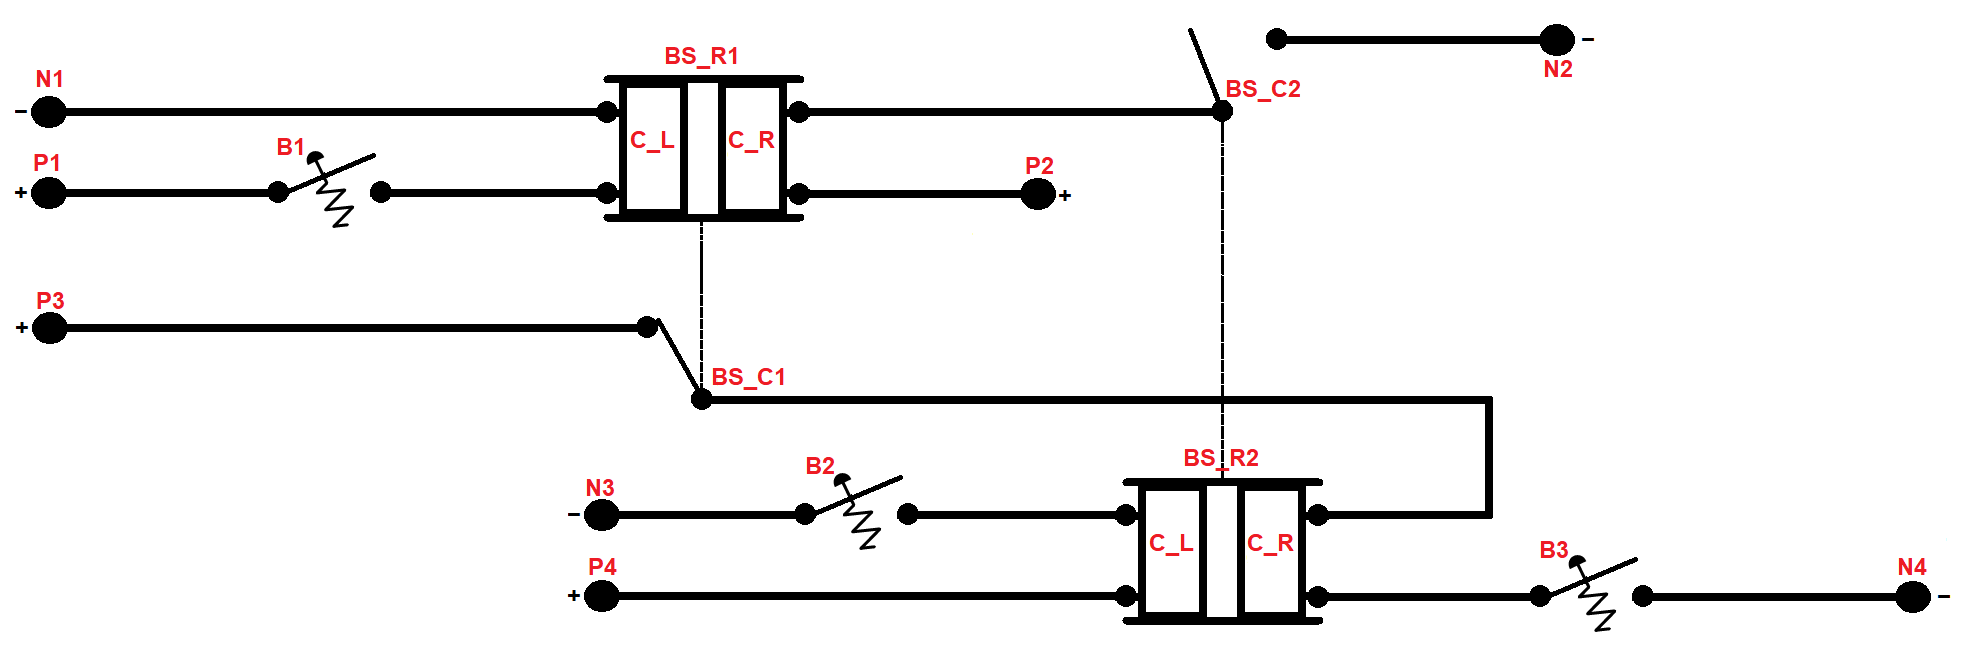 BS_R1
N2
−
N1
−
BS_C2
C_L
C_R
B1
P1
+
P2
+
P3
+
BS_C1
BS_R2
B2
N3
−
C_L
C_R
B3
P4
+
N4
−